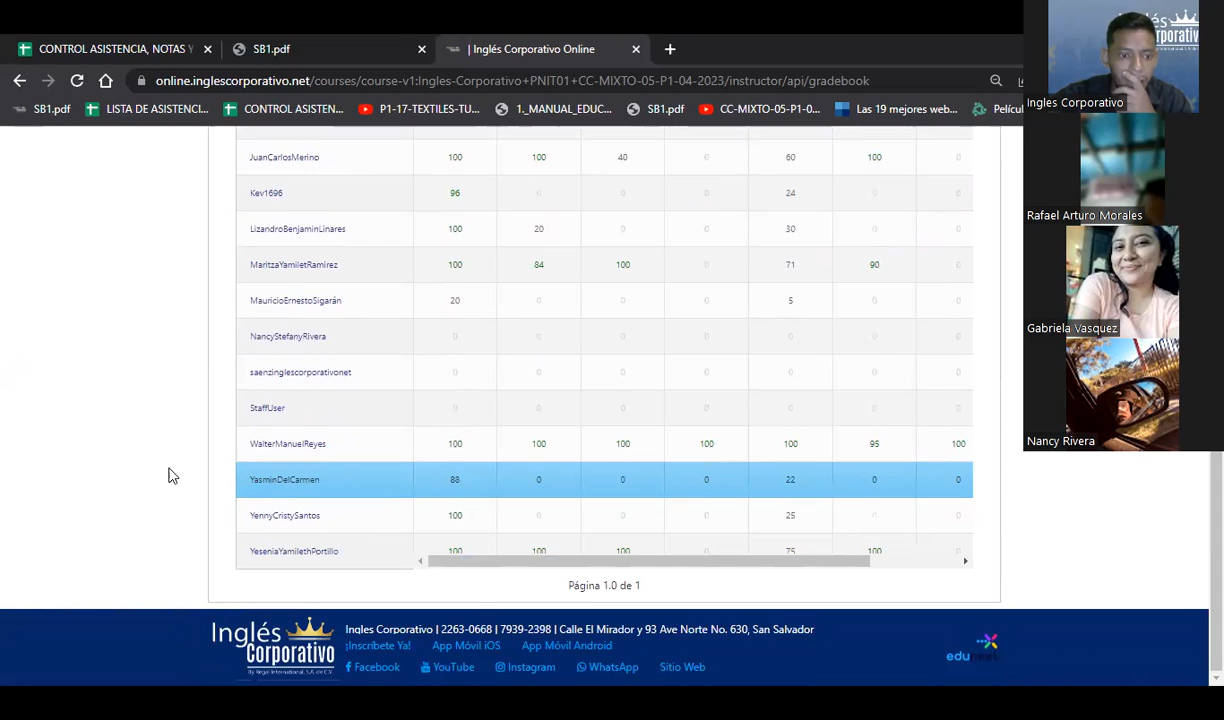 CONTROL ASISTENCIA, NOTAS Y
SB1.pdf
| Inglés Corporativo Online
online.inglescorporativo.net/courses/course-v1:Ingles-Corporativo+PNIT01+CC-MIXTO-05-P1-04-2023/instructor/api/gradebook
SB1.pdf
LISTA DE ASISTENCI...
CONTROL ASISTEN...
P1-17-TEXTILES-TU...
1._MANUAL_EDUC...
SB1.pdf
CC-MIXTO-05-P1-0...
Las 19 mejores web...
Películ
JuanCarlosMerino 100 100 40 0 60 100 0
Kev1696 96 0 0 0 24 0 0
LizandroBenjaminLinares 100 20 0 0 30 0 0
MaritzaYamiletRamirez 100 84 100 0 71 90 0
MauricioErnestoSigarán 20 0 0 0 5 0 0
NancyStefanyRivera 0 0 0 0 0 0 0
saenzinglescorporativonet 0 0 0 0 0 0 0
StaffUser 0 0 0 0 0 0 0
WalterManuelReyes 100 100 100 100 100 95 100
YasminDelCarmen 88 0 0 0 22 0 0
YennyCristySantos 100 0 0 0 25 0 0
YeseniaYamilethPortillo 100 100 100 0 75 100 0
Página 1.0 de 1
Inglés
Corporativo
By Regal International, S.A. de C.V.
Ingles Corporativo | 2263-0668 | 7939-2398 | Calle El Mirador y 93 Ave Norte No. 630, San Salvador
¡Inscríbete Ya! App Móvil iOS App Móvil Android
Facebook YouTube Instagram WhatsApp Sitio Web
edunext
Ingles Corporativo
Rafael Arturo Morales
Gabriela Vasquez
Nancy Rivera